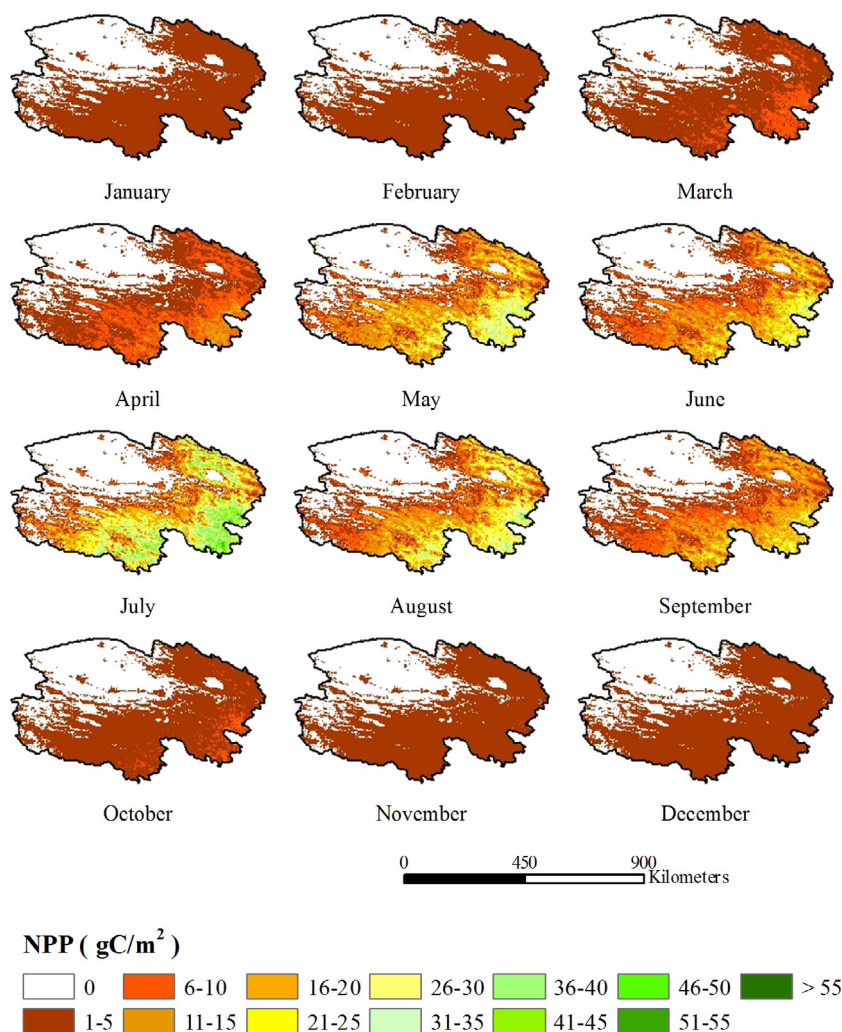 January February March
April May June
July August September
October November December
0 450 900
Kilometers
NPP ( gC/m² )
0 6-10 16-20 26-30 36-40 46-50 > 55
1-5 11-15 21-25 31-35 41-45 51-55